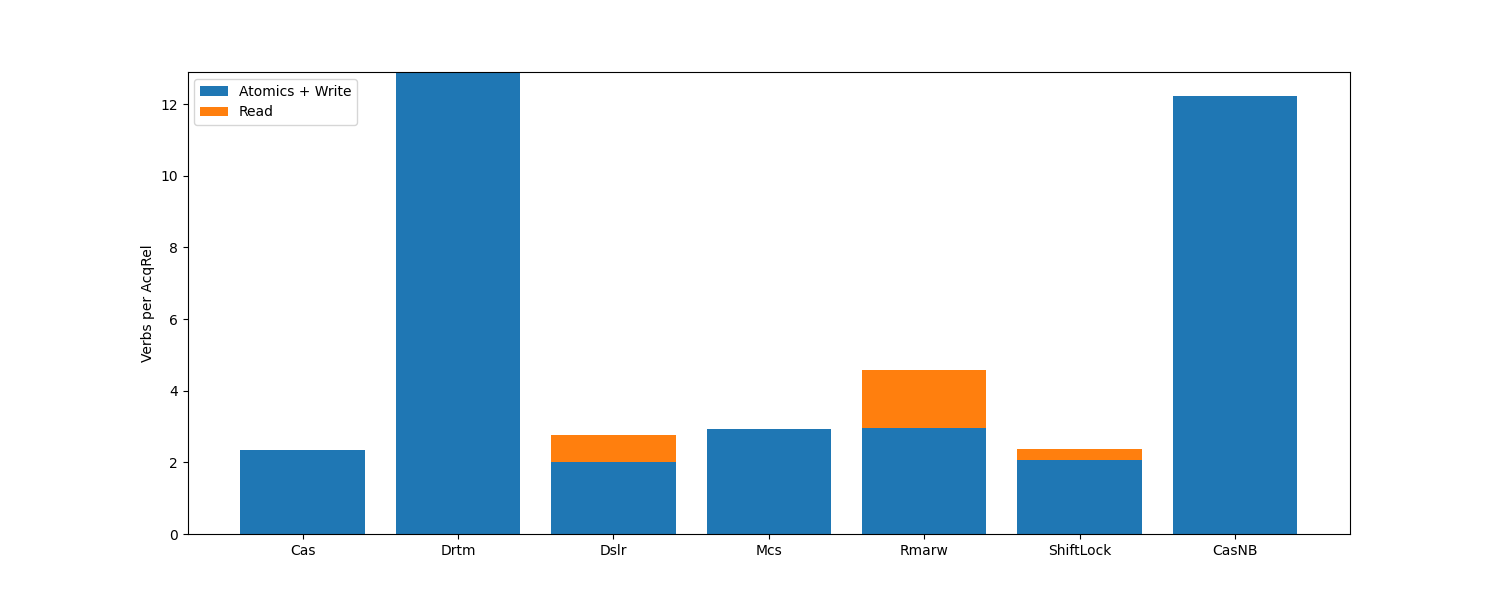 Atomics + Write
Read
12
10
8
6
4
2
0
Verbs per AcqRel
Cas Drtm Dslr Mcs Rmarw ShiftLock CasNB